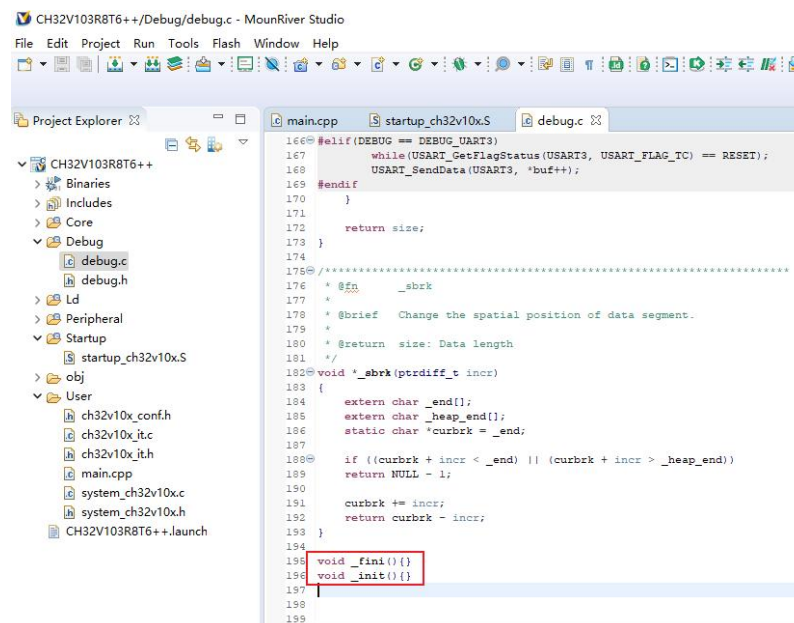 CH32V103R8T6++/Debug/debug.c - MounRiver Studio
File Edit Project Run Tools Flash Window Help
Project Explorer
main.cpp startup_ch32v10x.S debug.c
CH32V103R8T6++
Binaries
Includes
Core
Debug
debug.c
debug.h
Ld
Peripheral
Startup
startup_ch32v10x.S
obj
User
ch32v10x_conf.h
ch32v10x_it.c
ch32v10x_it.h
main.cpp
system_ch32v10x.c
system_ch32v10x.h
CH32V103R8T6++.launch
166 #elif(DEBUG == DEBUG_UART3)
167 while(USART_GetFlagStatus(USART3, USART_FLAG_TC) == RESET);
168 USART_SendData(USART3, *buf++);
169 #endif
170 }
171
172 return size;
173 }
174
175 /*********************************************************************
176 * @fn _sbrk
177 *
178 * @brief Change the spatial position of data segment.
179 *
180 * @return size: Data length
181 */
182 void *_sbrk(ptrdiff_t incr)
183 {
184 extern char _end[];
185 extern char _heap_end[];
186 static char *curbrk = _end;
187
188 if ((curbrk + incr < _end) || (curbrk + incr > _heap_end))
189 return NULL - 1;
190
191 curbrk += incr;
192 return curbrk - incr;
193 }
194
195 void _fini(){}
196 void _init(){}
197
198
199